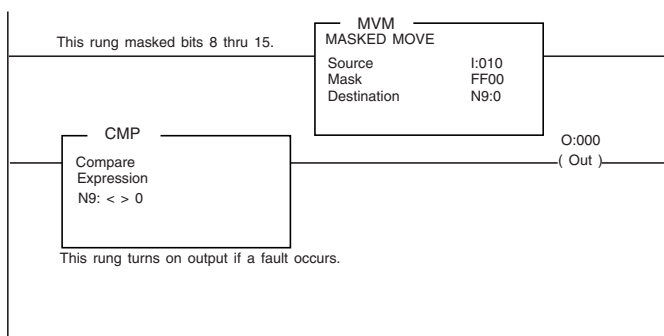 MVM
This rung masked bits 8 thru 15.
MASKED MOVE
Source I:010
Mask FF00
Destination N9:0
CMP
O:000
Compare
( Out )
Expression
N9: < > 0
This rung turns on output if a fault occurs.